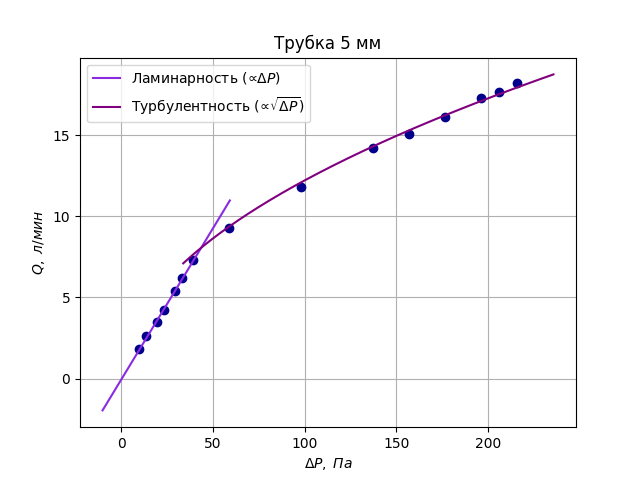 Трубка 5 мм
Ламинарность (∝ΔP)
Турбулентность (∝√ΔP)
Q, л/мин
15
10
5
0
0 50 100 150 200
ΔP, Па